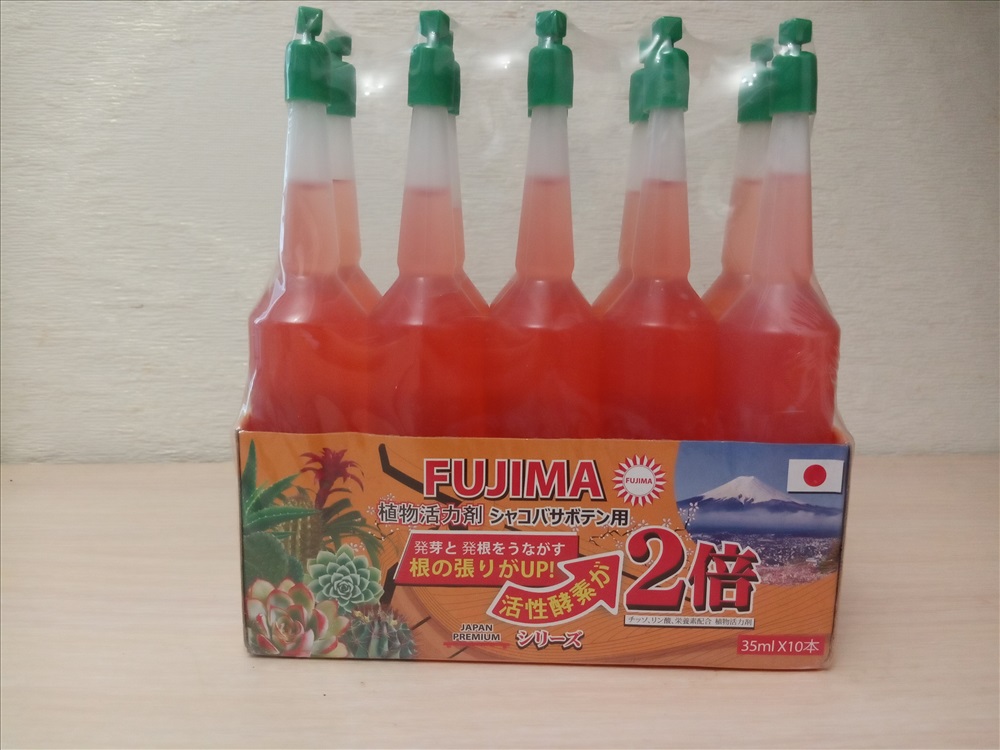 FUJIMA
FUJIMA
植物活力剤 シャコバサボテン用
発芽と 発根をうながす
根の張りがUP!
活性酵素が
2倍
チッソ、リン酸、栄養素配合 植物活力剤
JAPAN
PREMIUM シリーズ
35ml X10本